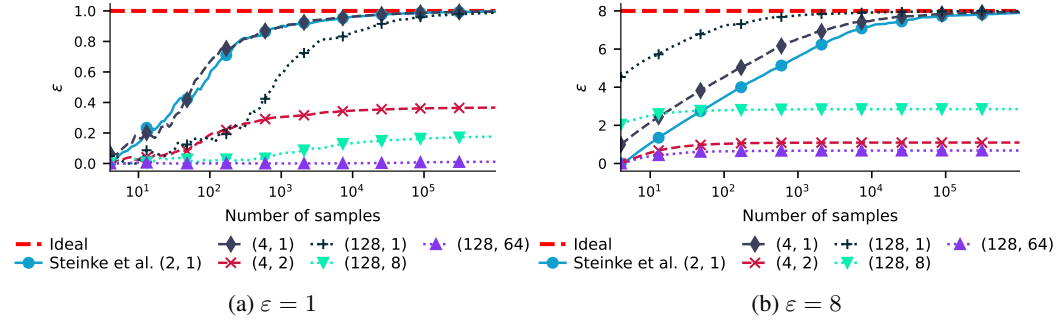 1.0
0.8
0.6
0.4
0.2
0.0
ε
10¹ 10² 10³ 10⁴ 10⁵
Number of samples
Ideal
Steinke et al. (2, 1)
(4, 1)
(4, 2)
(128, 1)
(128, 8)
(128, 64)
(a) ε = 1
8
6
4
2
0
ε
10¹ 10² 10³ 10⁴ 10⁵
Number of samples
Ideal
Steinke et al. (2, 1)
(4, 1)
(4, 2)
(128, 1)
(128, 8)
(128, 64)
(b) ε = 8